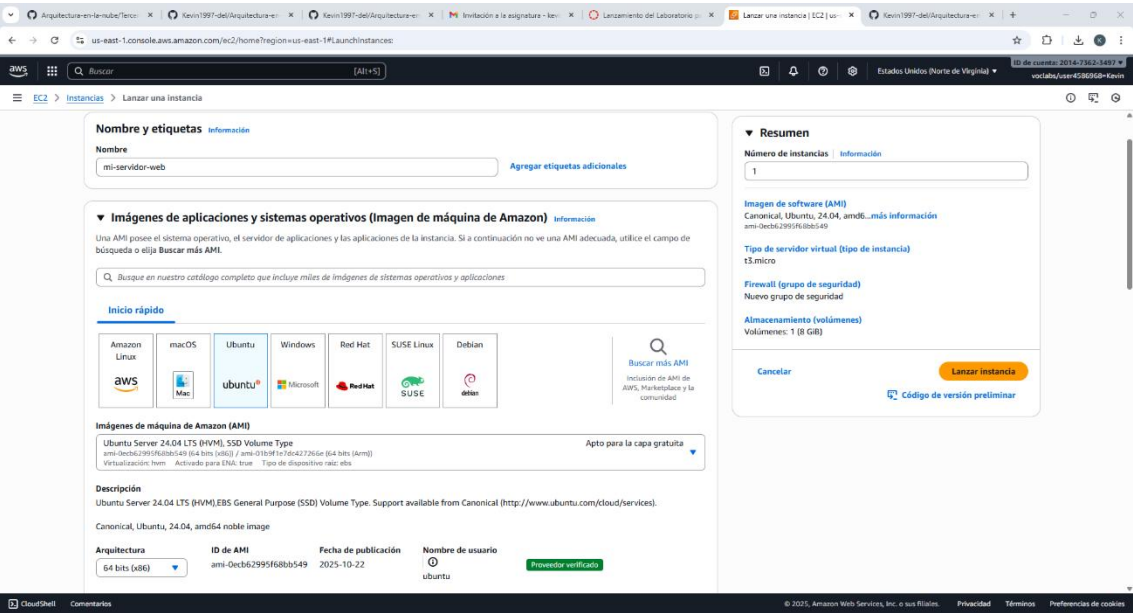 Arquitectura-en-la-nube/Tercer
Kevin1997-del/Arquitectura-en
Kevin1997-del/Arquitectura-en
Invitación a la asignatura - kevi
Lanzamiento del Laboratorio pa
Lanzar una instancia | EC2 | us-
Kevin1997-del/Arquitectura-en
us-east-1.console.aws.amazon.com/ec2/home?region=us-east-1#LaunchInstances:
aws
Buscar
[Alt+S]
Estados Unidos (Norte de Virginia)
ID de cuenta: 2014-7362-3497
voclabs/user4586968=Kevin
EC2 > Instancias > Lanzar una instancia
Nombre y etiquetas Información
Nombre
mi-servidor-web
Agregar etiquetas adicionales
Imágenes de aplicaciones y sistemas operativos (Imagen de máquina de Amazon) Información
Una AMI posee el sistema operativo, el servidor de aplicaciones y las aplicaciones de la instancia. Si a continuación no ve una AMI adecuada, utilice el campo de
búsqueda o elija Buscar más AMI.
Busque en nuestro catálogo completo que incluye miles de imágenes de sistemas operativos y aplicaciones
Inicio rápido
Amazon Linux
aws
macOS
Mac
Ubuntu
ubuntu
Windows
Microsoft
Red Hat
Red Hat
SUSE Linux
SUSE
Debian
debian
Buscar más AMI
Inclusión de AMI de
AWS, Marketplace y la
comunidad
Imágenes de máquina de Amazon (AMI)
Ubuntu Server 24.04 LTS (HVM), SSD Volume Type
Apto para la capa gratuita
ami-0ecb62995f68bb549 (64 bits (x86)) / ami-01b9f1e7dc427266e (64 bits (Arm))
Virtualización: hvm Activado para ENA: true Tipo de dispositivo raíz: ebs
Descripción
Ubuntu Server 24.04 LTS (HVM),EBS General Purpose (SSD) Volume Type. Support available from Canonical (http://www.ubuntu.com/cloud/services).
Canonical, Ubuntu, 24.04, amd64 noble image
Arquitectura
64 bits (x86)
ID de AMI
ami-0ecb62995f68bb549
Fecha de publicación
2025-10-22
Nombre de usuario
ubuntu
Proveedor verificado
Resumen
Número de instancias Información
1
Imagen de software (AMI)
Canonical, Ubuntu, 24.04, amd6...más información
ami-0ecb62995f68bb549
Tipo de servidor virtual (tipo de instancia)
t3.micro
Firewall (grupo de seguridad)
Nuevo grupo de seguridad
Almacenamiento (volúmenes)
Volúmenes: 1 (8 GiB)
Cancelar
Lanzar instancia
Código de versión preliminar
CloudShell
Comentarios
© 2025, Amazon Web Services, Inc. o sus filiales.
Privacidad
Términos
Preferencias de cookies